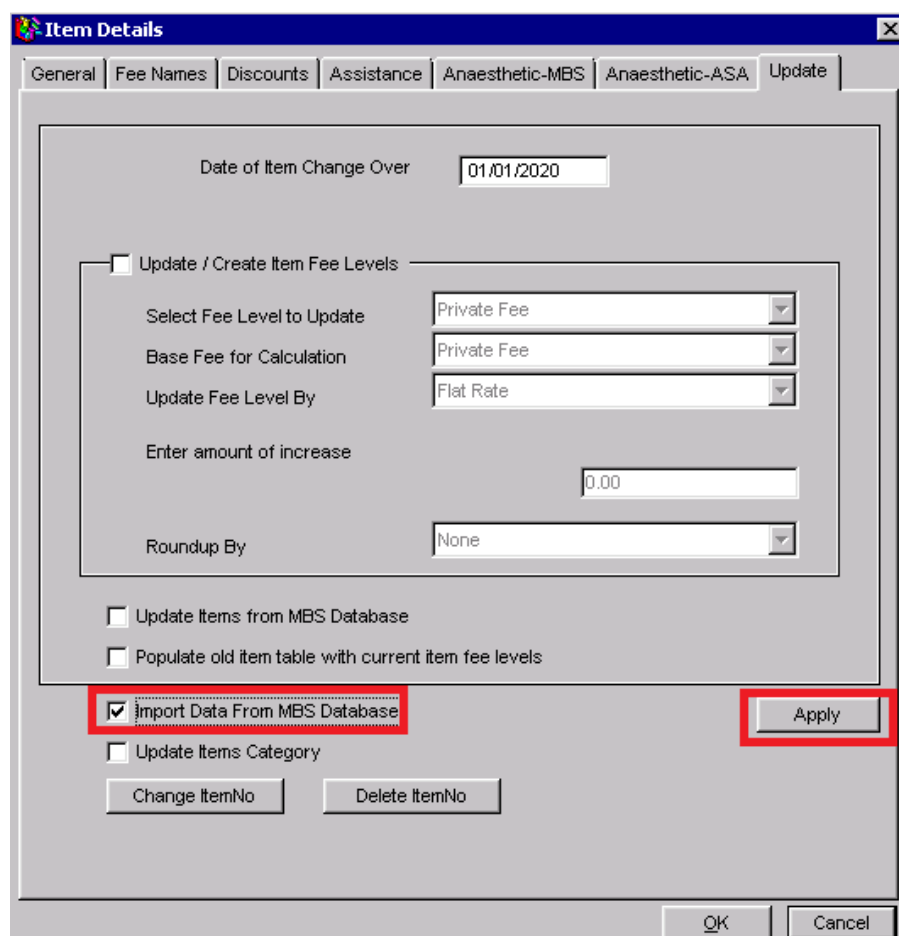 Item Details
General Fee Names Discounts Assistance Anaesthetic-MBS Anaesthetic-ASA Update
Date of Item Change Over 01/01/2020
Update / Create Item Fee Levels
Select Fee Level to Update Private Fee
Base Fee for Calculation Private Fee
Update Fee Level By Flat Rate
Enter amount of increase
0.00
Roundup By None
Update Items from MBS Database
Populate old item table with current item fee levels
Import Data From MBS Database Apply
Update Items Category
Change ItemNo Delete ItemNo
OK Cancel